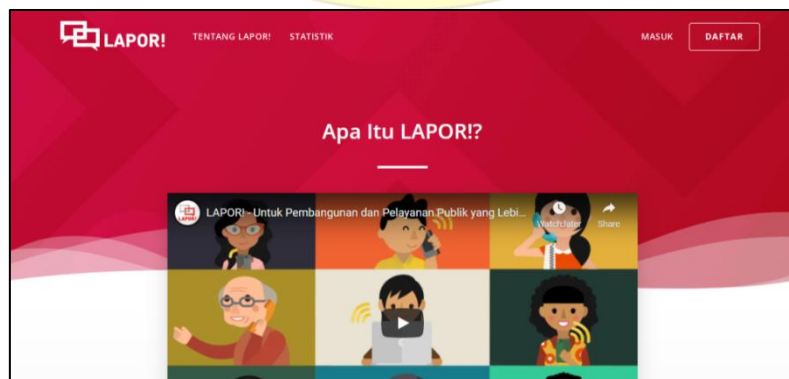 LAPOR!
TENTANG LAPOR! STATISTIK
MASUK DAFTAR
Apa Itu LAPOR!?
LAPOR!
LAPOR! - Untuk Pembangunan dan Pelayanan Publik yang Lebi...
Watch later Share